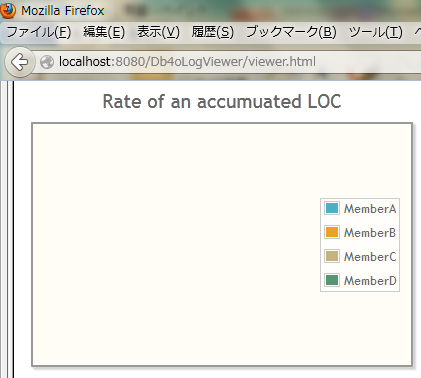 Mozilla Firefox
ファイル(F) 編集(E) 表示(V) 履歴(S) ブックマーク(B) ツール(T) ヘ
localhost:8080/Db4oLogViewer/viewer.html
Rate of an accumuated LOC
MemberA
MemberB
MemberC
MemberD